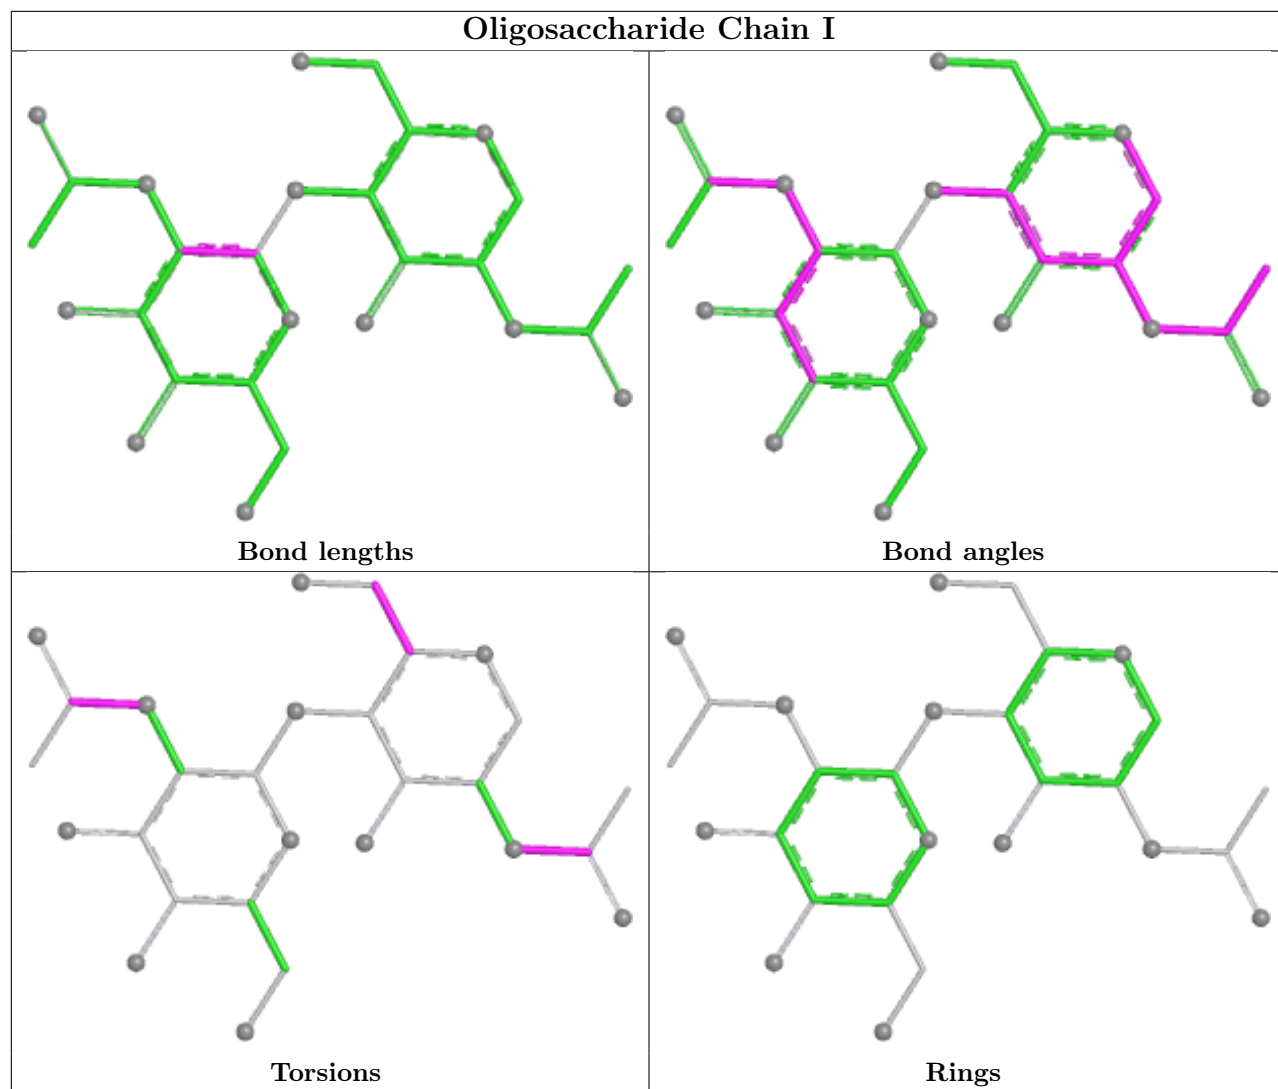 Oligosaccharide Chain I
Bond lengths
Bond angles
Torsions
Rings